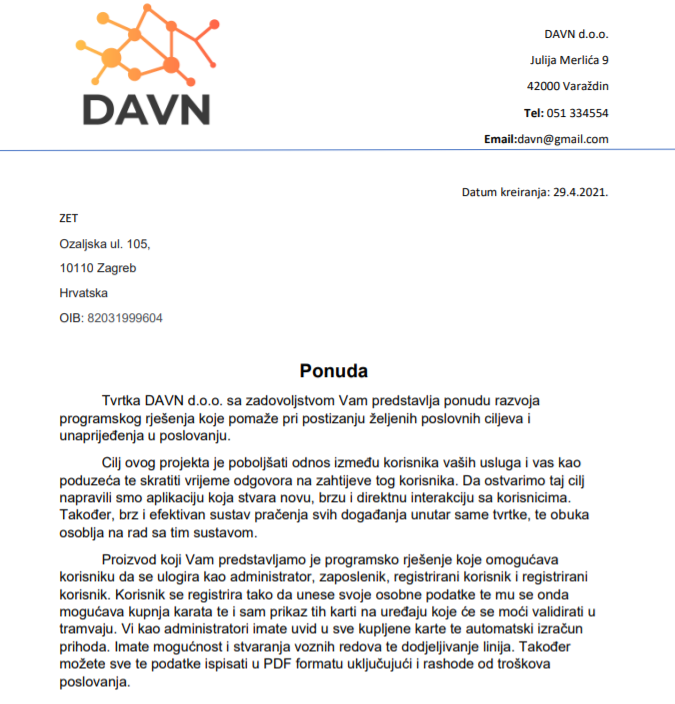 DAVN
DAVN d.o.o.
Julija Merlića 9
42000 Varaždin
Tel: 051 334554
Email:davn@gmail.com
Datum kreiranja: 29.4.2021.
ZET
Ozaljska ul. 105,
10110 Zagreb
Hrvatska
OIB: 82031999604
Ponuda
Tvrtka DAVN d.o.o. sa zadovoljstvom Vam predstavlja ponudu razvoja
programskog rješenja koje pomaže pri postizanju željenih poslovnih ciljeva i
unaprijeđenja u poslovanju.
Cilj ovog projekta je poboljšati odnos između korisnika vaših usluga i vas kao
poduzeća te skratiti vrijeme odgovora na zahtijeve tog korisnika. Da ostvarimo taj cilj
napravili smo aplikaciju koja stvara novu, brzu i direktnu interakciju sa korisnicima.
Također, brz i efektivan sustav pračenja svih događanja unutar same tvrtke, te obuka
osoblja na rad sa tim sustavom.
Proizvod koji Vam predstavljamo je programsko rješenje koje omogućava
korisniku da se ulogira kao administrator, zaposlenik, registrirani korisnik i registrirani
korisnik. Korisnik se registrira tako da unese svoje osobne podatke te mu se onda
mogućava kupnja karata te i sam prikaz tih karti na uređaju koje će se moći validirati u
tramvaju. Vi kao administratori imate uvid u sve kupljene karte te automatski izračun
prihoda. Imate mogućnost i stvaranja voznih redova te dodjeljivanje linija. Također
možete sve te podatke ispisati u PDF formatu uključujući i rashode od troškova
poslovanja.